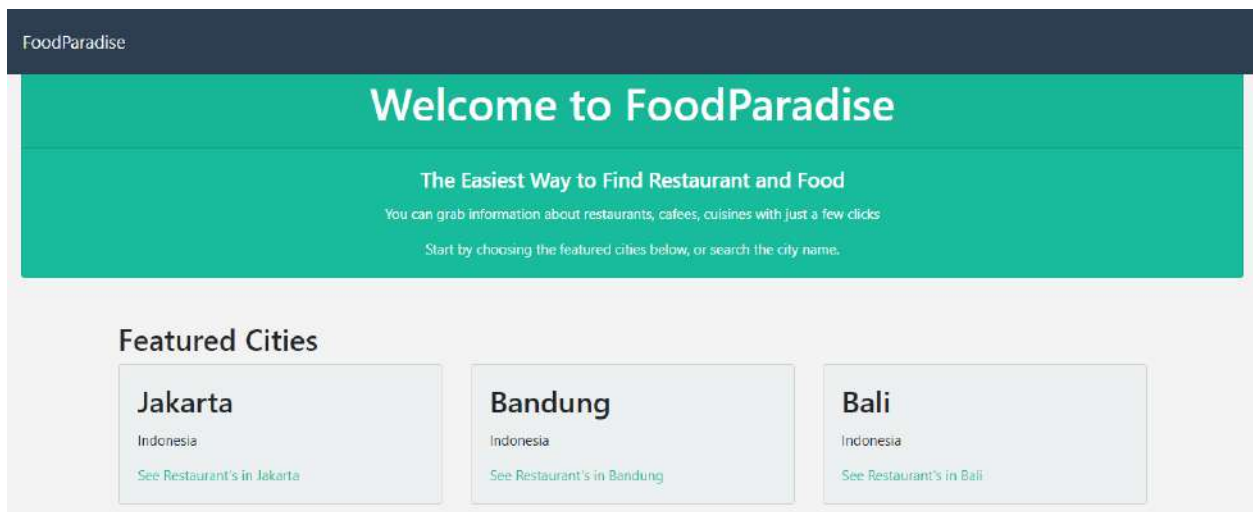 FoodParadise
Welcome to FoodParadise
The Easiest Way to Find Restaurant and Food
You can grab information about restaurants, cafees, cuisines with just a few clicks
Start by choosing the featured cities below, or search the city name.
Featured Cities
Jakarta
Indonesia
See Restaurant's in Jakarta
Bandung
Indonesia
See Restaurant's in Bandung
Bali
Indonesia
See Restaurant's in Bali